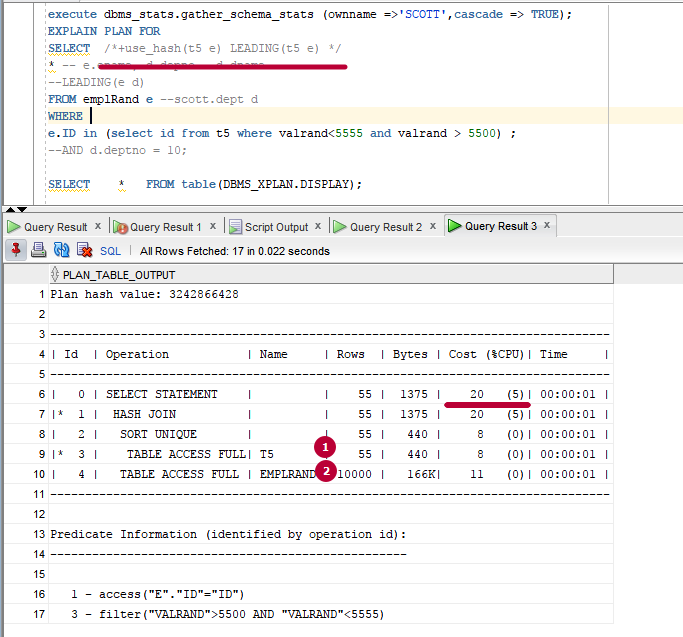 execute dbms_stats.gather_schema_stats (ownname =>'SCOTT',cascade => TRUE);
EXPLAIN PLAN FOR
SELECT /*+use_hash(t5 e) LEADING(t5 e) */
* -- e.ename, d.deptno, d.dname
--LEADING(e d)
FROM emplRand e --scott.dept d
WHERE
e.ID in (select id from t5 where valrand<5555 and valrand > 5500) ;
--AND d.deptno = 10;
SELECT * FROM table(DBMS_XPLAN.DISPLAY);
Query Result x Query Result 1 x Script Output x Query Result 2 x Query Result 3 x
SQL | All Rows Fetched: 17 in 0.022 seconds
PLAN_TABLE_OUTPUT
1 Plan hash value: 3242866428
2
3 --------------------------------------------------------------------------------
4 | Id | Operation | Name | Rows | Bytes | Cost (%CPU)| Time |
5 --------------------------------------------------------------------------------
6 | 0 | SELECT STATEMENT | | 55 | 1375 | 20 (5)| 00:00:01 |
7 |* 1 | HASH JOIN | | 55 | 1375 | 20 (5)| 00:00:01 |
8 | 2 | SORT UNIQUE | | 55 | 440 | 8 (0)| 00:00:01 |
9 |* 3 | TABLE ACCESS FULL| T5 1 55 | 440 | 8 (0)| 00:00:01 |
10 | 4 | TABLE ACCESS FULL | EMPLRAND 2 10000 | 166K| 11 (0)| 00:00:01 |
11 --------------------------------------------------------------------------------
12
13 Predicate Information (identified by operation id):
14 ---------------------------------------------------
15
16 1 - access("E"."ID"="ID")
17 3 - filter("VALRAND">5500 AND "VALRAND"<5555)